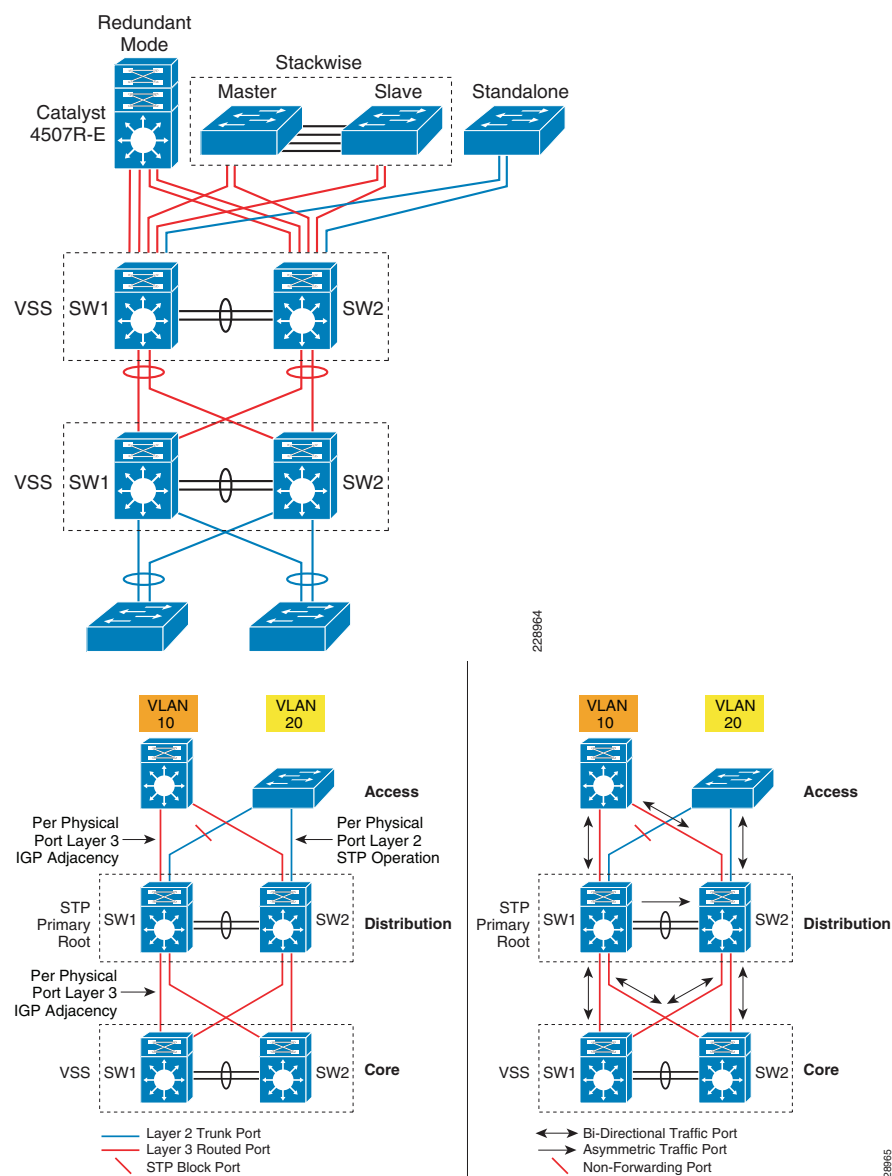 Redundant
Mode
Stackwise
Master
Slave
Standalone
Catalyst
4507R-E
VSS
SW1
SW2
VSS
SW1
SW2
228964
VLAN
10
VLAN
20
Access
Per Physical
Port Layer 3
IGP Adjacency
Per Physical
Port Layer 2
STP Operation
STP
Primary
Root
SW1
SW2
Distribution
Per Physical
Port Layer 3
IGP Adjacency
VSS
SW1
SW2
Core
Layer 2 Trunk Port
Layer 3 Routed Port
STP Block Port
VLAN
10
VLAN
20
Access
STP
Primary
Root
SW1
SW2
Distribution
VSS
SW1
SW2
Core
Bi-Directional Traffic Port
Asymmetric Traffic Port
Non-Forwarding Port